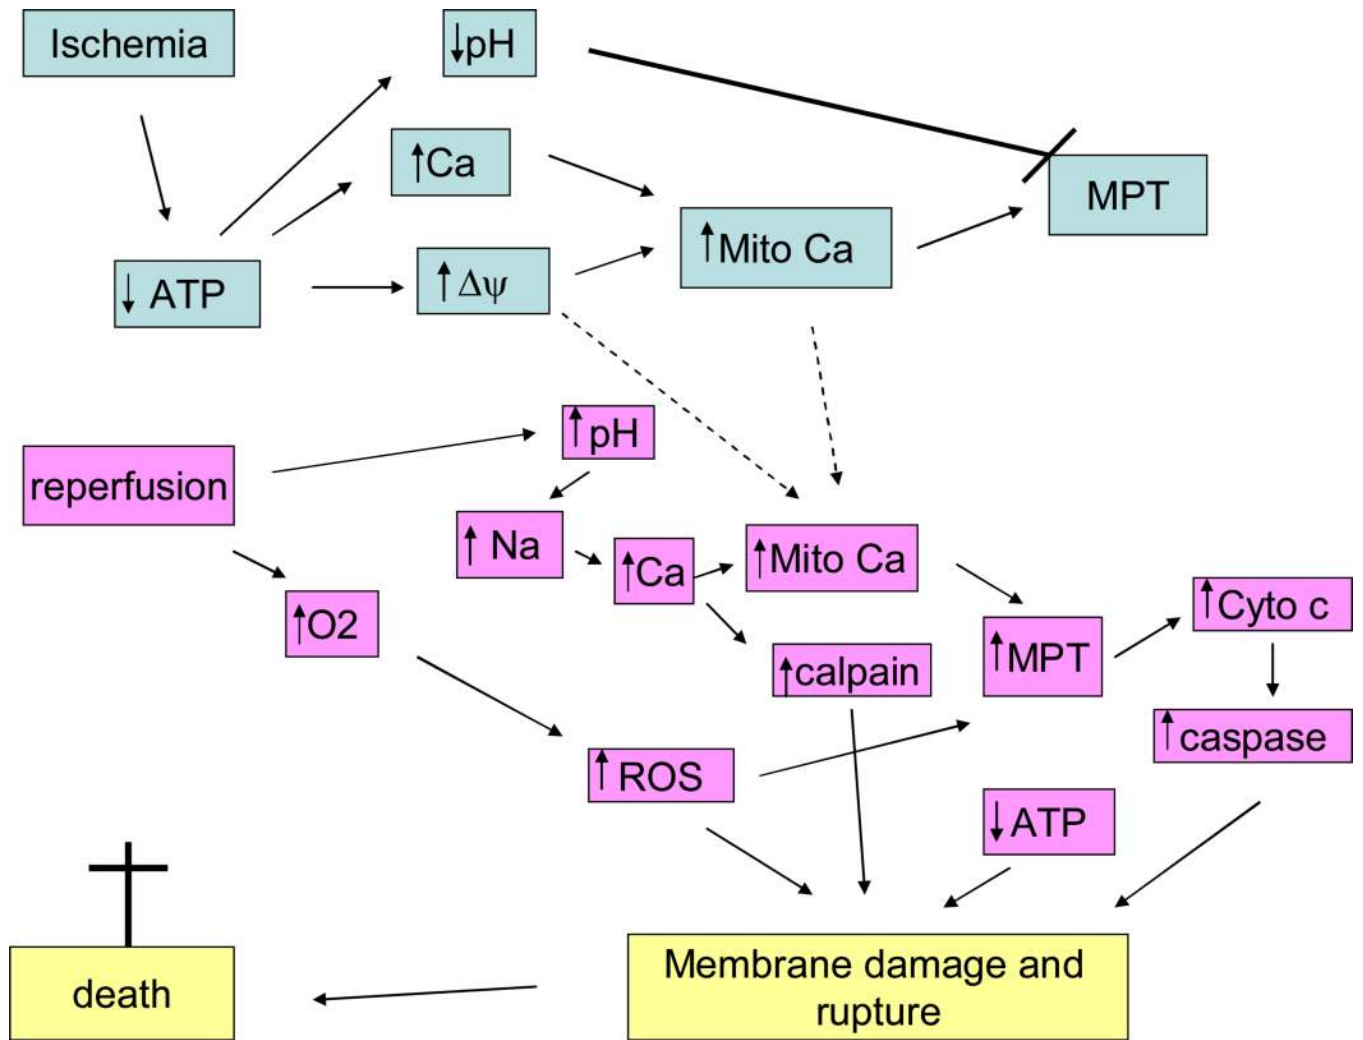 Ischemia
↓pH
↑Ca
MPT
↑Mito Ca
↓ ATP
↑ Δψ
↑pH
reperfusion
↑ Na
↑Ca
↑Mito Ca
↑O2
↑Cyto c
↑MPT
↑calpain
↑caspase
↑ ROS
↓ATP
death
Membrane damage and
rupture